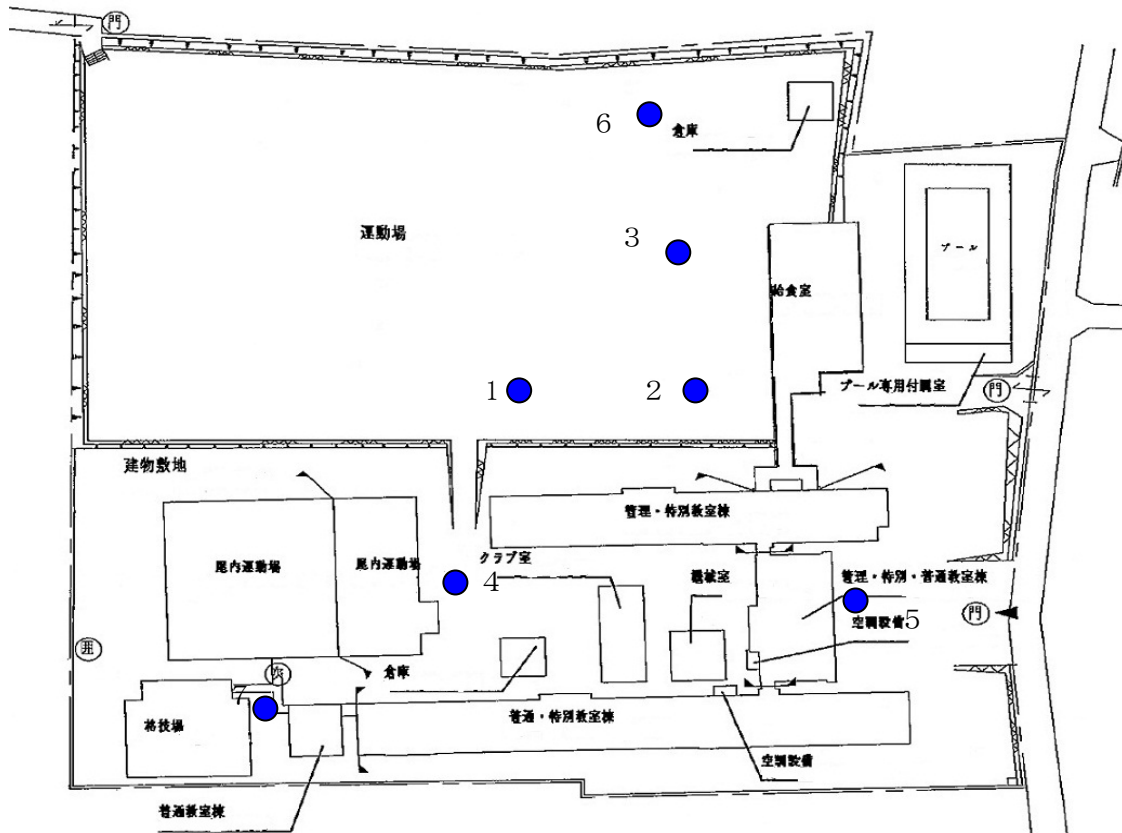 門
6
倉庫
運動場
3
プール
給食室
1
2
プール専用付属室
門
建物敷地
管理・特別教室棟
屋内運動場
屋内運動場
クラブ室
4
機械室
管理・特別・普通教室棟
5
空調設備
門
倉庫
7
格技場
普通・特別教室棟
空調設備
普通教室棟